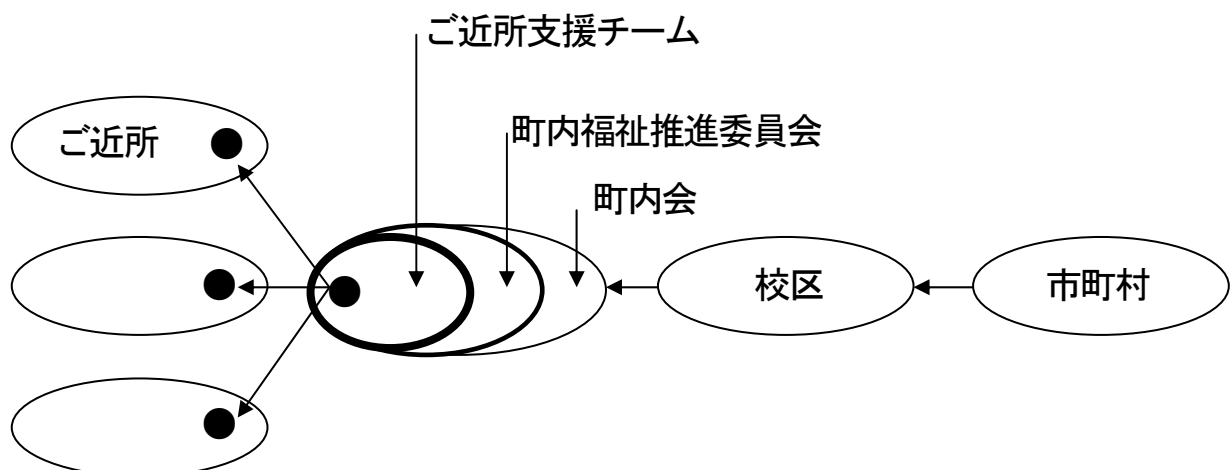 ご近所支援チーム
町内福祉推進委員会
ご近所
町内会
校区
市町村